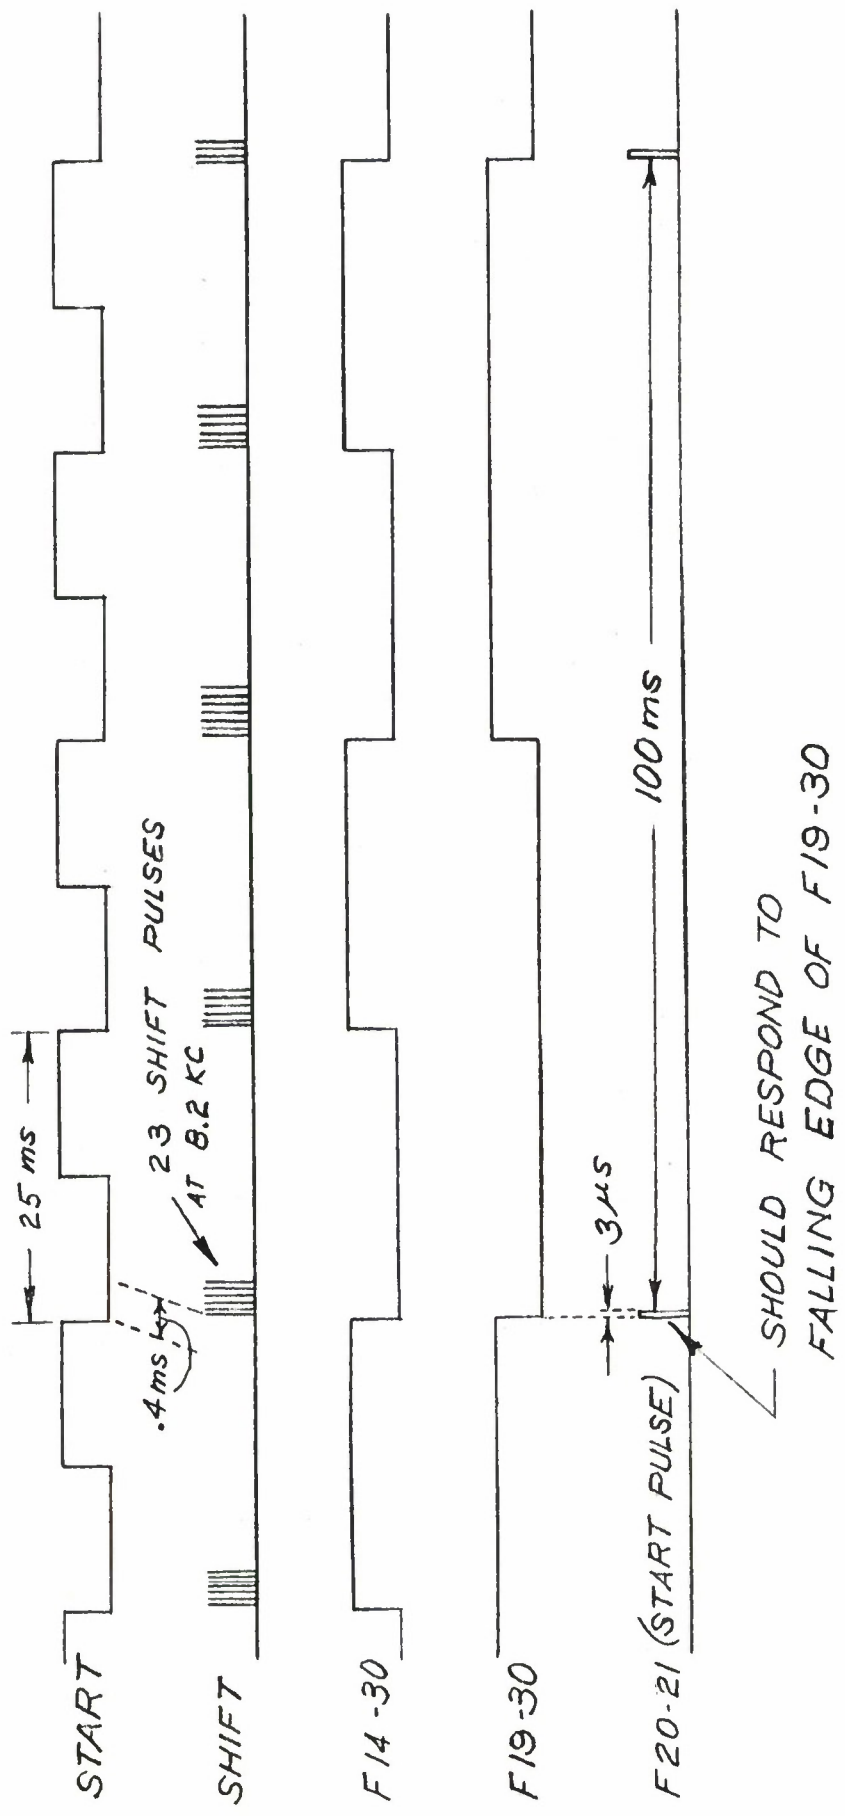 START
25 ms
.4 ms
SHIFT
23 SHIFT PULSES
AT 8.2 KC
F14-30
F19-30
F20-21 (START PULSE)
3 μs
100 ms
SHOULD RESPOND TO
FALLING EDGE OF F19-30